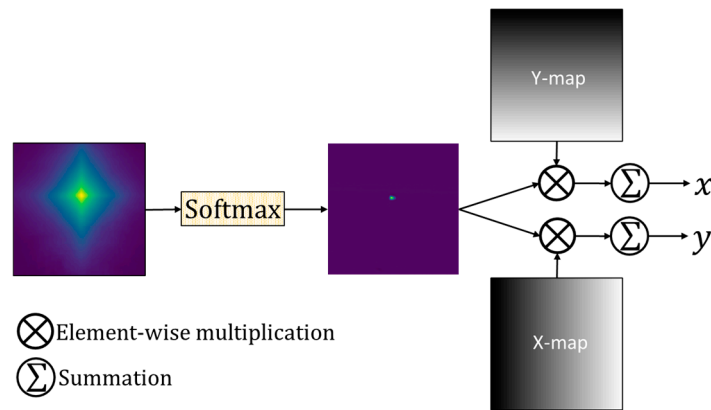 Y-map
x
Softmax
y
⊗ Element-wise multiplication
X-map
Σ Summation
Σ
Σ